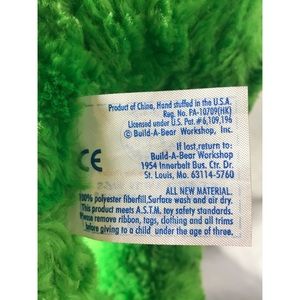 Product of China, Hand stuffed in the U.S.A.
Reg. No. PA-10709(HK)
Licensed under U.S. Pat. #6,109,196
© Build-A-Bear Workshop, Inc.
CE
If lost,return to:
Build-A-Bear Workshop
1954 Innerbelt Bus. Ctr. Dr.
St. Louis, Mo. 63114-5760
ALL NEW MATERIAL.
100% polyester fiberfill,Surface wash and air dry.
This product meets A.S.T.M. toy safety standards.
Please remove ribbon, tags, clothing and all trims
before giving to a child under the age of three.